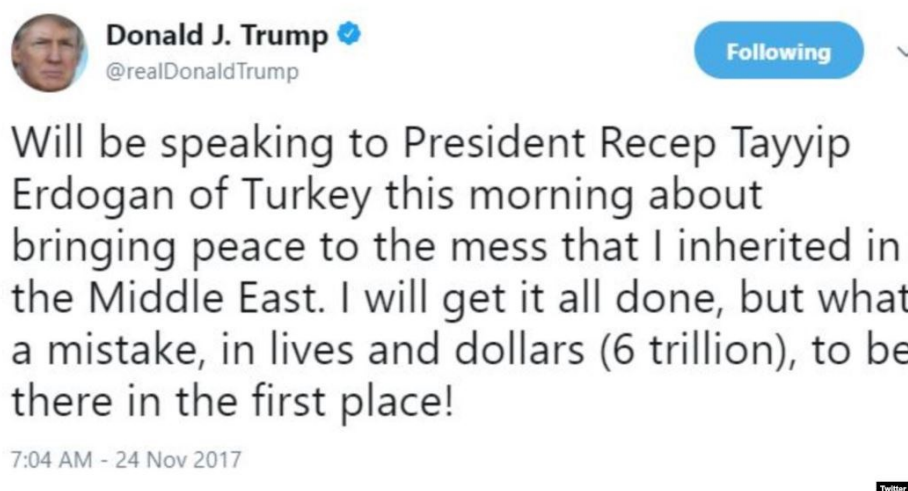 Donald J. Trump
Following
@realDonaldTrump
Will be speaking to President Recep Tayyip
Erdogan of Turkey this morning about
bringing peace to the mess that I inherited in
the Middle East. I will get it all done, but what
a mistake, in lives and dollars (6 trillion), to be
there in the first place!
7:04 AM - 24 Nov 2017
Twitter